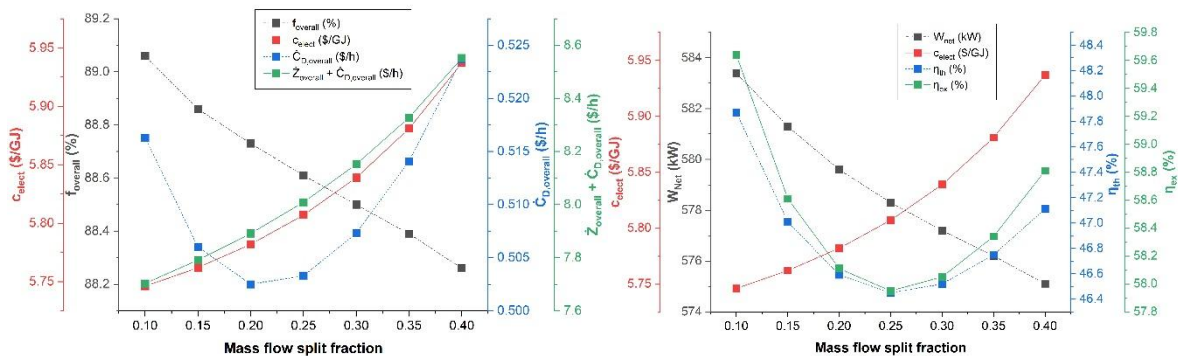 c_elect ($/GJ)
5.95
5.90
5.85
5.80
5.75
f_overall (%)
89.2
89.0
88.8
88.6
88.4
88.2
f_overall (%)
c_elect ($/GJ)
Ċ_D,overall ($/h)
Ż_overall + Ċ_D,overall ($/h)
0.525
0.520
0.514
0.510
0.504
0.500
Ċ_D,overall ($/h)
8.6
8.4
8.2
8.0
7.7
7.6
Ż_overall + Ċ_D,overall ($/h)
0.10 0.15 0.20 0.25 0.30 0.35 0.40
Mass flow split fraction
c_elect ($/GJ)
5.95
5.90
5.85
5.80
5.75
W_Net (kW)
584
582
580
578
575
574
W_net (kW)
c_elect ($/GJ)
η_th (%)
η_ex (%)
48.4
48.2
48.0
47.8
47.4
47.2
47.0
46.8
46.6
46.4
η_th (%)
59.8
59.6
59.4
59.2
59.0
58.8
58.6
58.4
58.2
58.0
57.8
η_ex (%)
0.10 0.15 0.20 0.25 0.30 0.35 0.40
Mass flow split fraction